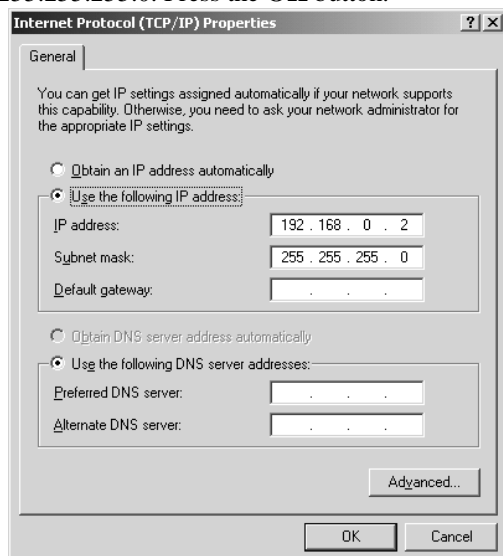 255.255.255.0. Press the OK button.
Internet Protocol (TCP/IP) Properties
General
You can get IP settings assigned automatically if your network supports
this capability. Otherwise, you need to ask your network administrator for
the appropriate IP settings.
Obtain an IP address automatically
Use the following IP address:
IP address: 192 . 168 . 0 . 2
Subnet mask: 255 . 255 . 255 . 0
Default gateway: . . .
Obtain DNS server address automatically
Use the following DNS server addresses:
Preferred DNS server: . . .
Alternate DNS server: . . .
Advanced...
OK Cancel